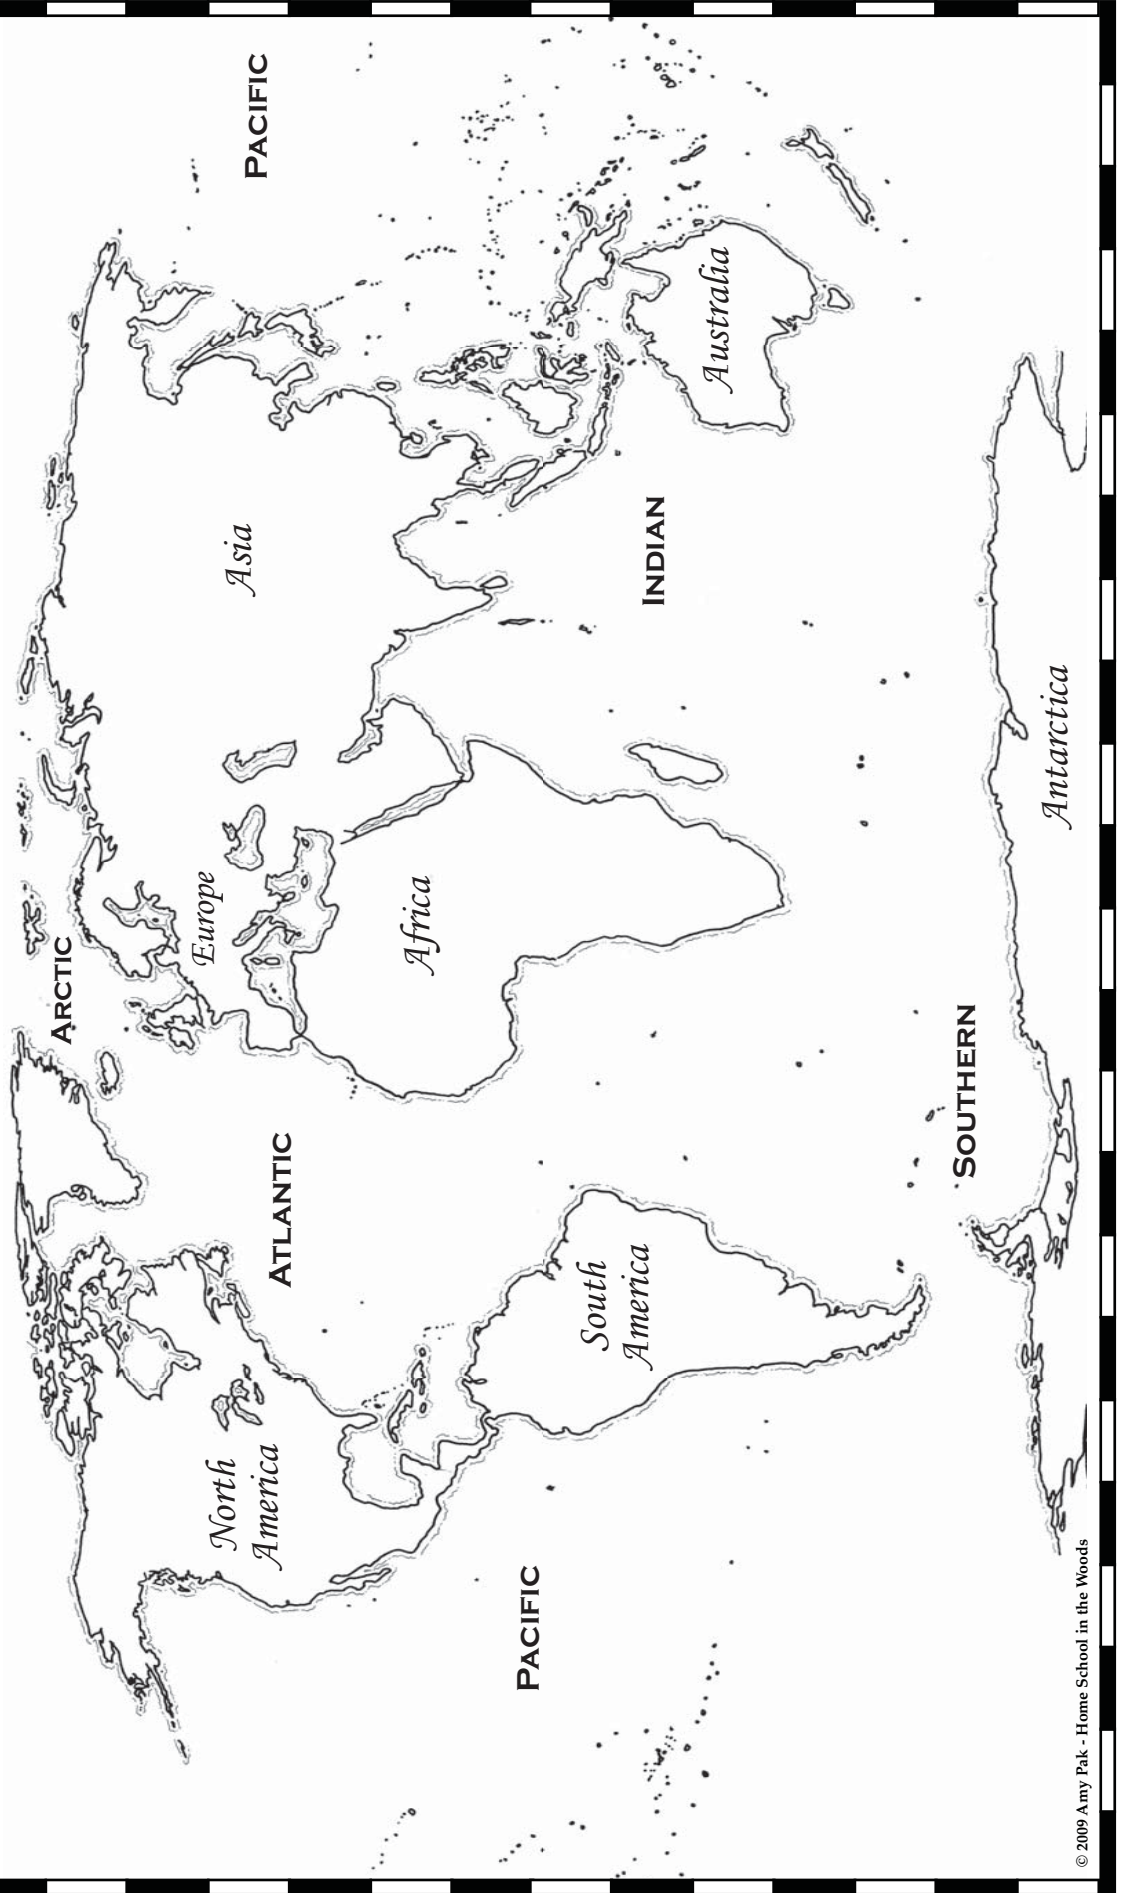 ARCTIC
Europe
Asia
PACIFIC
North
America
ATLANTIC
Africa
PACIFIC
South
America
INDIAN
Australia
SOUTHERN
Antarctica
© 2009 Amy Pak - Home School in the Woods